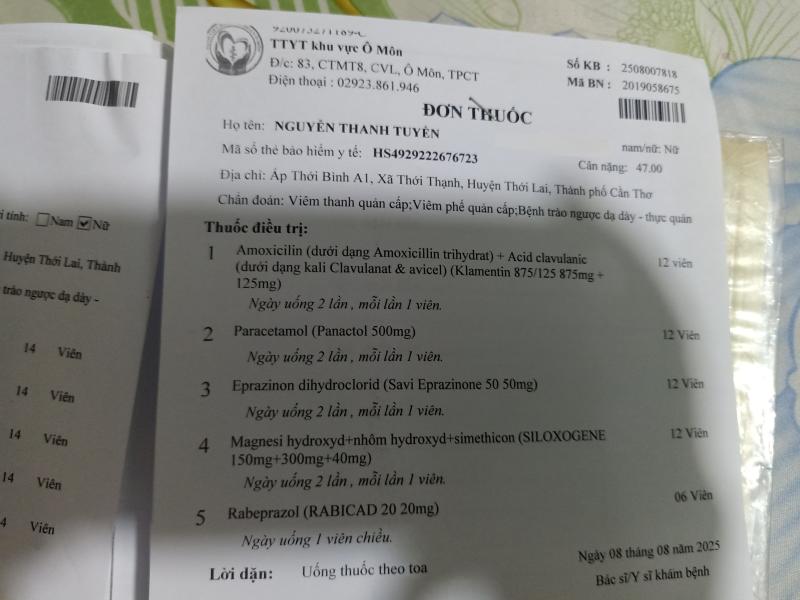 TTYT khu vực Ô Môn
Đ/c: 83, CTMT8, CVL, Ô Môn, TPCT
Điện thoại : 02923.861.946
Số KB : 2508007818
Mã BN : 2019058675
ĐƠN THUỐC
Họ tên: NGUYỄN THANH TUYỀN
nam/nữ: Nữ
Mã số thẻ bảo hiểm y tế: HS4929222676723
Cân nặng: 47.00
Địa chỉ: Ấp Thới Bình A1, Xã Thới Thạnh, Huyện Thới Lai, Thành phố Cần Thơ
Chẩn đoán: Viêm thanh quản cấp;Viêm phế quản cấp;Bệnh trào ngược dạ dày - thực quản
Thuốc điều trị:
1 Amoxicilin (dưới dạng Amoxicillin trihydrat) + Acid clavulanic 12 viên
(dưới dạng kali Clavulanat & avicel) (Klamentin 875/125 875mg +
125mg)
Ngày uống 2 lần , mỗi lần 1 viên.
2 Paracetamol (Panactol 500mg) 12 Viên
Ngày uống 2 lần , mỗi lần 1 viên.
3 Eprazinon dihydroclorid (Savi Eprazinone 50 50mg) 12 Viên
Ngày uống 2 lần , mỗi lần 1 viên.
4 Magnesi hydroxyd+nhôm hydroxyd+simethicon (SILOXOGENE 12 Viên
150mg+300mg+40mg)
Ngày uống 2 lần , mỗi lần 1 viên.
5 Rabeprazol (RABICAD 20 20mg) 06 Viên
Ngày uống 1 viên chiều.
Lời dặn: Uống thuốc theo toa
Ngày 08 tháng 08 năm 2025
Bác sĩ/Y sĩ khám bệnh
tính: Nam Nữ
Huyện Thới Lai, Thành
trào ngược dạ dày -
14 Viên
14 Viên
14 Viên
14 Viên
4 Viên